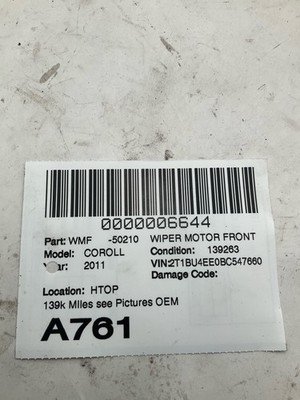 0000006644
Part: WMF -50210 WIPER MOTOR FRONT
Model: COROLL Condition: 139263
ar: 2011 VIN:2T1BU4EE0BC547660
Damage Code:
Location: HTOP
139k Miles see Pictures OEM
A761